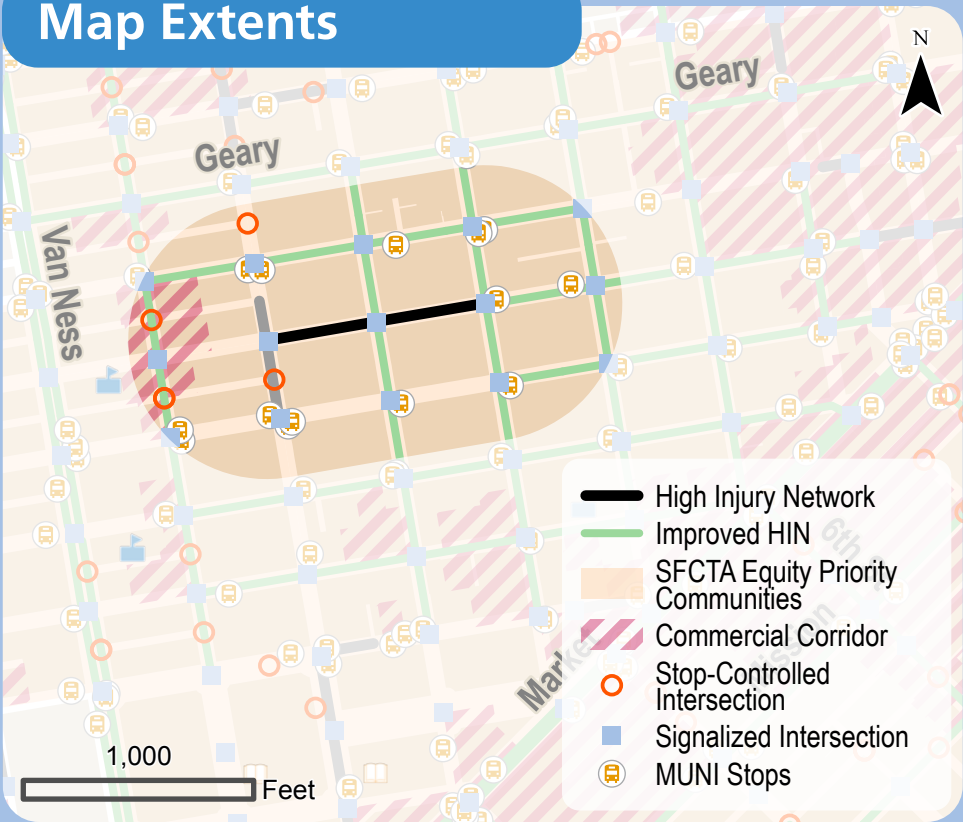 Map Extents
N
Geary
Geary
Van Ness
High Injury Network
Improved HIN
SFCTA Equity Priority
Communities
Commercial Corridor
Stop-Controlled
Intersection
Signalized Intersection
MUNI Stops
6th
Mission
Market
1,000
Feet